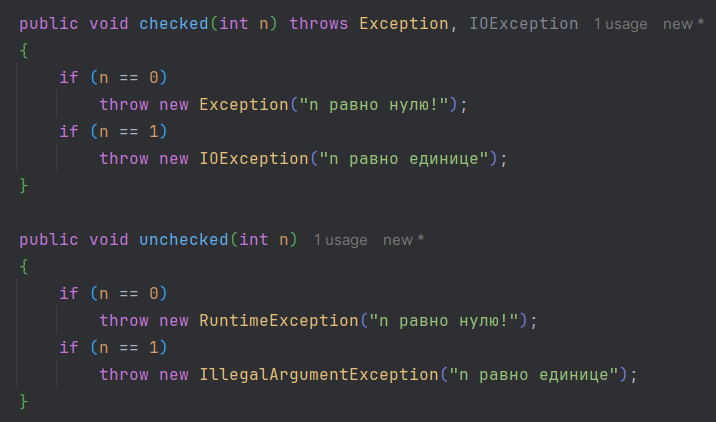 public void checked(int n) throws Exception, IOException 1 usage new *
{
if (n == 0)
throw new Exception("n равно нулю!");
if (n == 1)
throw new IOException("n равно единице");
}
public void unchecked(int n) 1 usage new *
{
if (n == 0)
throw new RuntimeException("n равно нулю!");
if (n == 1)
throw new IllegalArgumentException("n равно единице");
}